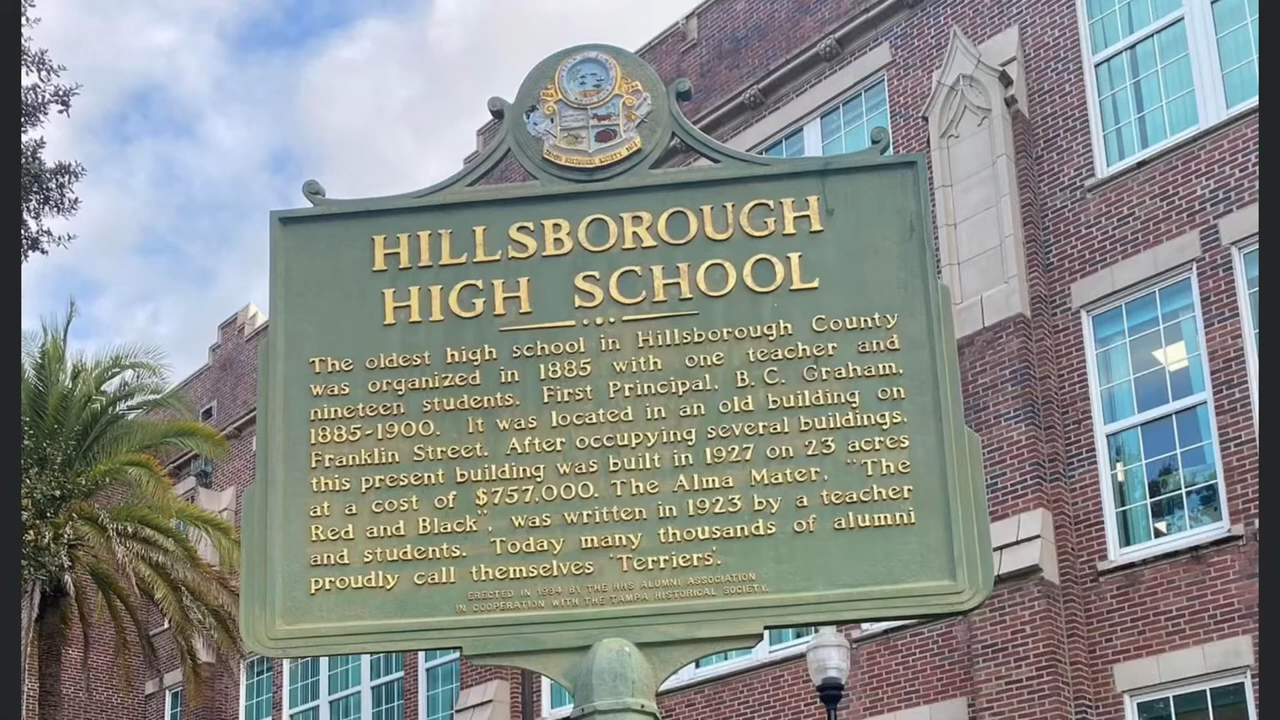 TAMPA HISTORICAL SOCIETY, INC.
HILLSBOROUGH
HIGH SCHOOL
The oldest high school in Hillsborough County
was organized in 1885 with one teacher and
nineteen students. First Principal, B. C. Graham,
1885-1900. It was located in an old building on
Franklin Street. After occupying several buildings,
this present building was built in 1927 on 23 acres
at a cost of $757,000. The Alma Mater, "The
Red and Black", was written in 1923 by a teacher
and students. Today many thousands of alumni
proudly call themselves 'Terriers'.
ERECTED IN 1994 BY THE HHS ALUMNI ASSOCIATION
IN COOPERATION WITH THE TAMPA HISTORICAL SOCIETY.